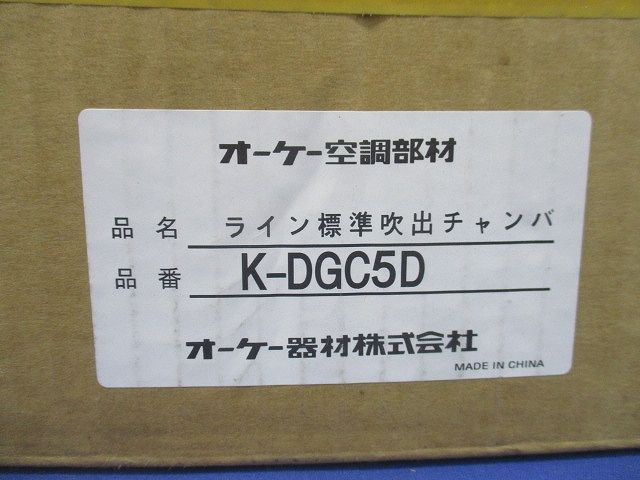 オーケー空調部材
品名 ライン標準吹出チャンバ
品番 K-DGC5D
オーケー器材株式会社
MADE IN CHINA